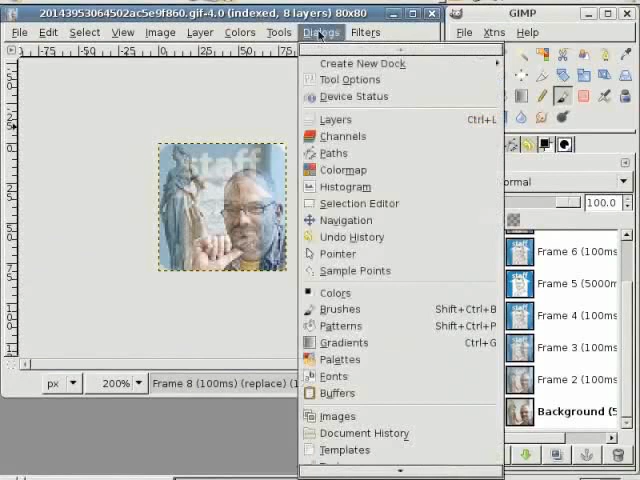 20143953064502ac5e9f860.gif-4.0 (indexed, 8 layers) 80x80
GIMP
File Edit Select View Image Layer Colors Tools Dialogs Filters
File Xtns Help
Create New Dock
Tool Options
Device Status
Layers Ctrl+L
Channels
Paths
Colormap
Histogram
Selection Editor
Navigation
Undo History
Pointer
Sample Points
Colors
Brushes Shift+Ctrl+B
Patterns Shift+Ctrl+P
Gradients Ctrl+G
Palettes
Fonts
Buffers
Images
Document History
Templates
staff
ormal
100.0
Frame 6 (100ms
Frame 5 (5000m
Frame 4 (100ms
Frame 3 (100ms
Frame 2 (100ms
Background (5
px 200% Frame 8 (100ms) (replace) (1